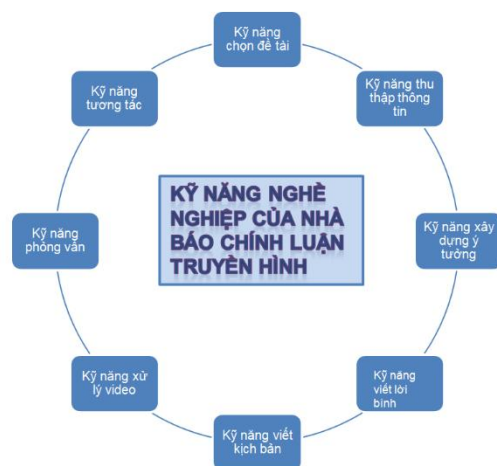 Kỹ năng
chọn đề tài
Kỹ năng thu
thập thông
tin
Kỹ năng xây
dựng ý
tưởng
Kỹ năng
viết lời
bình
Kỹ năng viết
kịch bản
Kỹ năng xử
lý video
Kỹ năng
phỏng vấn
Kỹ năng
tương tác
KỸ NĂNG NGHỀ
NGHIỆP CỦA NHÀ
BÁO CHÍNH LUẬN
TRUYỀN HÌNH